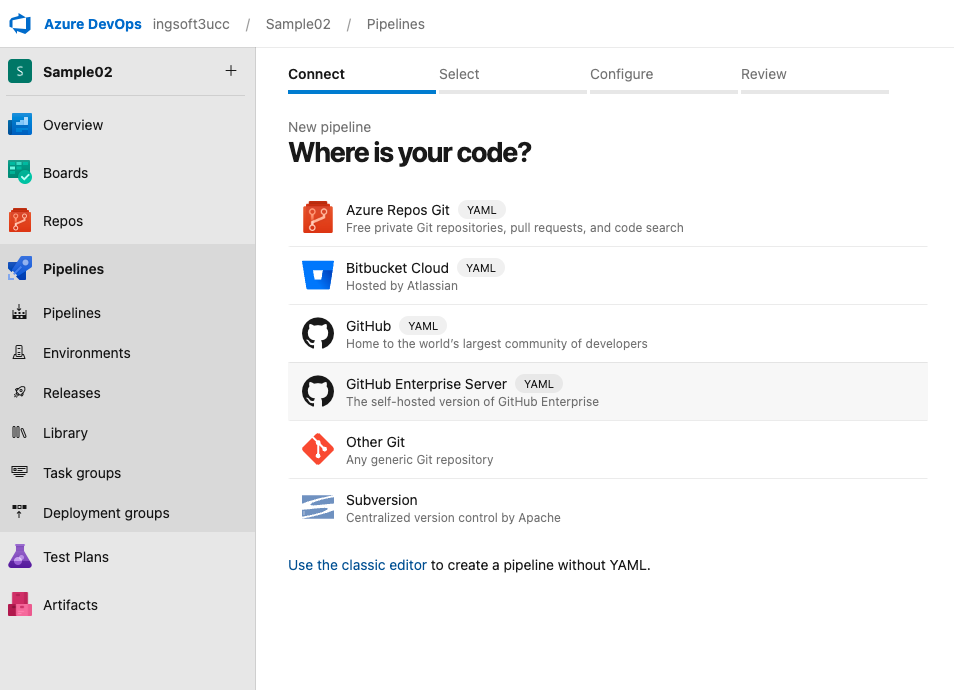 Azure DevOps ingsoft3ucc / Sample02 / Pipelines
S Sample02 +
Overview
Boards
Repos
Pipelines
Pipelines
Environments
Releases
Library
Task groups
Deployment groups
Test Plans
Artifacts
Connect Select Configure Review
New pipeline
Where is your code?
Azure Repos Git YAML
Free private Git repositories, pull requests, and code search
Bitbucket Cloud YAML
Hosted by Atlassian
GitHub YAML
Home to the world's largest community of developers
GitHub Enterprise Server YAML
The self-hosted version of GitHub Enterprise
Other Git
Any generic Git repository
Subversion
Centralized version control by Apache
Use the classic editor to create a pipeline without YAML.